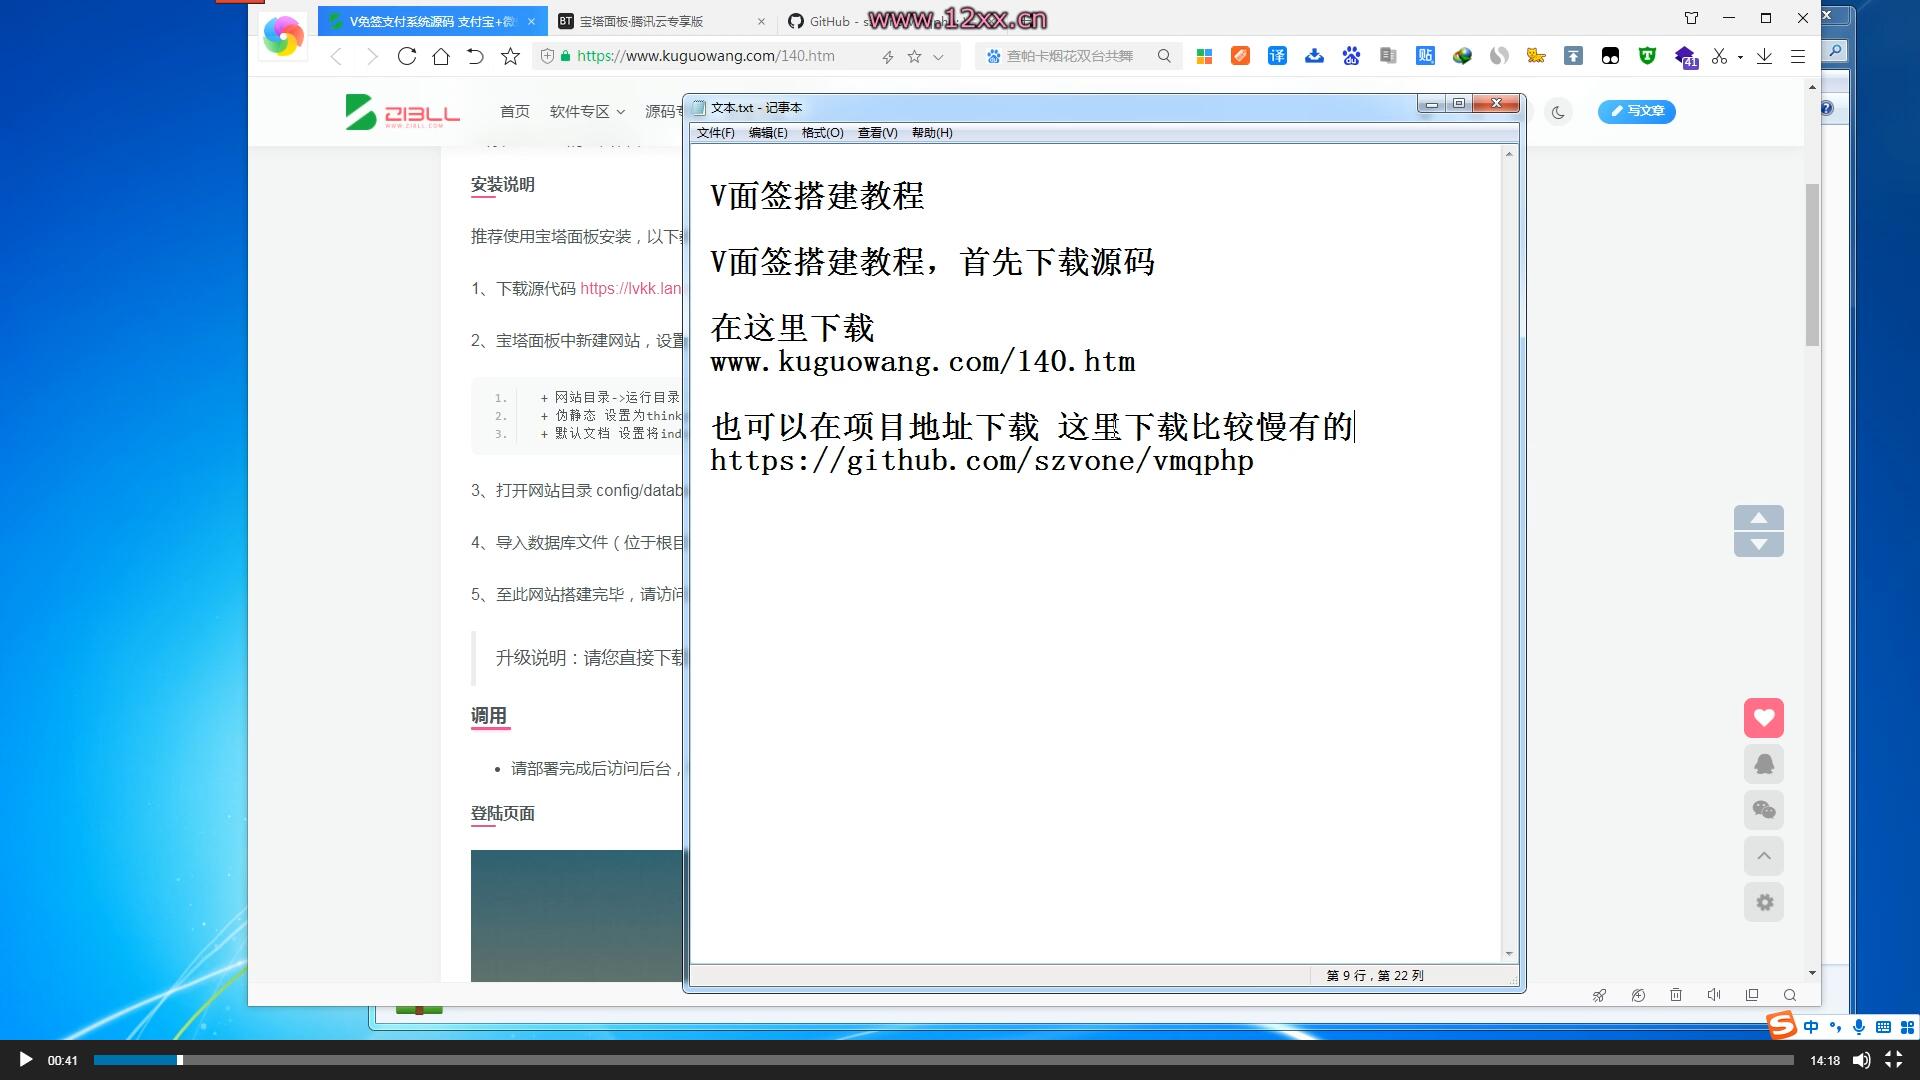 V免签支付系统源码 支付宝+微
宝塔面板·腾讯云专享版
GitHub - s
www.12xx.cn
https://www.kuguowang.com/140.htm
查帕卡烟花双台共舞
译
du
贴
41
ZIBLL
WWW.ZIBLL.COM
首页
软件专区
源码专
写文章
文本.txt - 记事本
文件(F) 编辑(E) 格式(O) 查看(V) 帮助(H)
安装说明
推荐使用宝塔面板安装，以下
1、下载源代码 https://lvkk.lan
2、宝塔面板中新建网站，设置
1. + 网站目录->运行目录
2. + 伪静态 设置为think
3. + 默认文档 设置将ind
3、打开网站目录 config/datab
4、导入数据库文件（位于根目
5、至此网站搭建完毕，请访问
升级说明：请您直接下载
调用
请部署完成后访问后台，
登陆页面
V面签搭建教程
V面签搭建教程，首先下载源码
在这里下载
www.kuguowang.com/140.htm
也可以在项目地址下载 这里下载比较慢有的
https://github.com/szvone/vmqphp
第 9 行，第 22 列
中
00:41
14:18